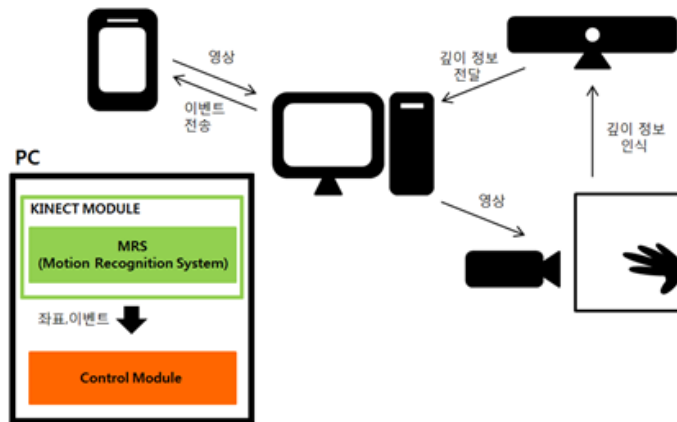 영상
이벤트
전송
깊이 정보
전달
깊이 정보
인식
영상
PC
KINECT MODULE
MRS
(Motion Recognition System)
좌표,이벤트
Control Module